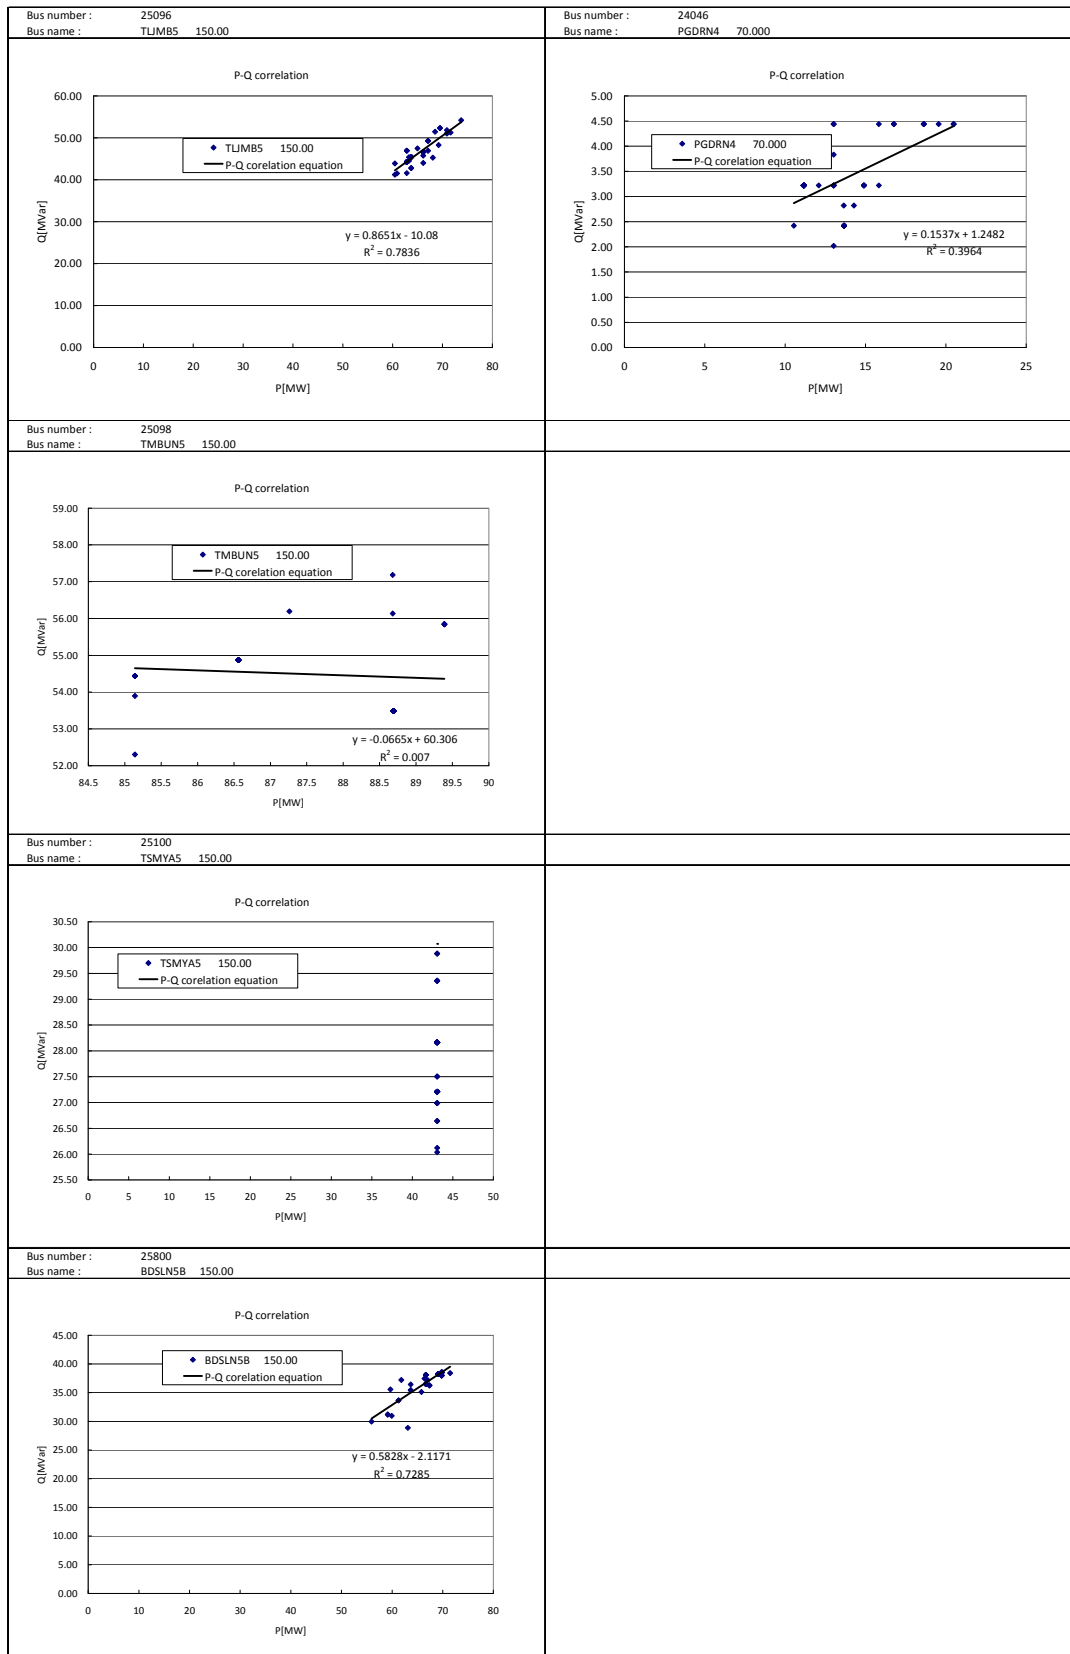 Bus number : 25096
Bus name : TLJMB5 150.00
P-Q correlation
60.00
50.00
40.00
30.00
20.00
10.00
0.00
Q[MVar]
TLJMB5 150.00
P-Q corelation equation
y = 0.8651x - 10.08
R² = 0.7836
0 10 20 30 40 50 60 70 80
P[MW]
Bus number : 24046
Bus name : PGDRN4 70.000
P-Q correlation
5.00
4.50
4.00
3.50
3.00
2.50
2.00
1.50
1.00
0.50
0.00
Q[MVar]
PGDRN4 70.000
P-Q corelation equation
y = 0.1537x + 1.2482
R² = 0.3964
0 5 10 15 20 25
P[MW]
Bus number : 25098
Bus name : TMBUN5 150.00
P-Q correlation
59.00
58.00
57.00
56.00
55.00
54.00
53.00
52.00
Q[MVar]
TMBUN5 150.00
P-Q corelation equation
y = -0.0665x + 60.306
R² = 0.007
84.5 85 85.5 86 86.5 87 87.5 88 88.5 89 89.5 90
P[MW]
Bus number : 25100
Bus name : TSMYA5 150.00
P-Q correlation
30.50
30.00
29.50
29.00
28.50
28.00
27.50
27.00
26.50
26.00
25.50
Q[MVar]
TSMYA5 150.00
P-Q corelation equation
0 5 10 15 20 25 30 35 40 45 50
P[MW]
Bus number : 25800
Bus name : BDSLN5B 150.00
P-Q correlation
45.00
40.00
35.00
30.00
25.00
20.00
15.00
10.00
5.00
0.00
Q[MVar]
BDSLN5B 150.00
P-Q corelation equation
y = 0.5828x - 2.1171
R² = 0.7285
0 10 20 30 40 50 60 70 80
P[MW]